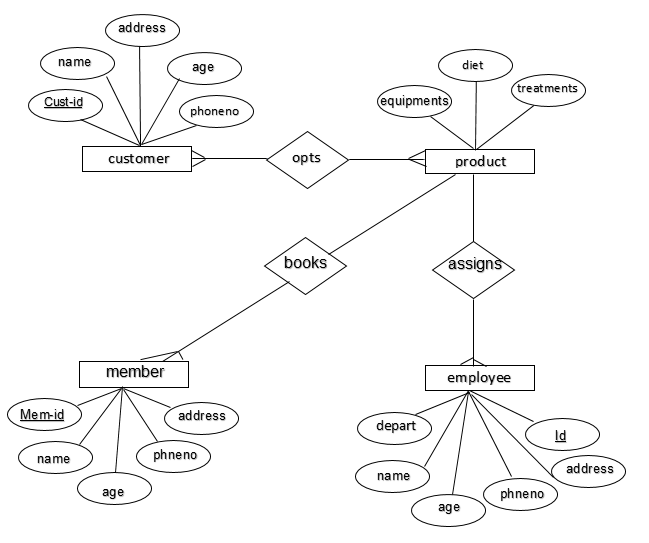 address
name
age
Cust-id
phoneno
customer
opts
diet
equipments
treatments
product
books
assigns
member
Mem-id
name
age
phneno
address
employee
depart
name
age
phneno
address
Id